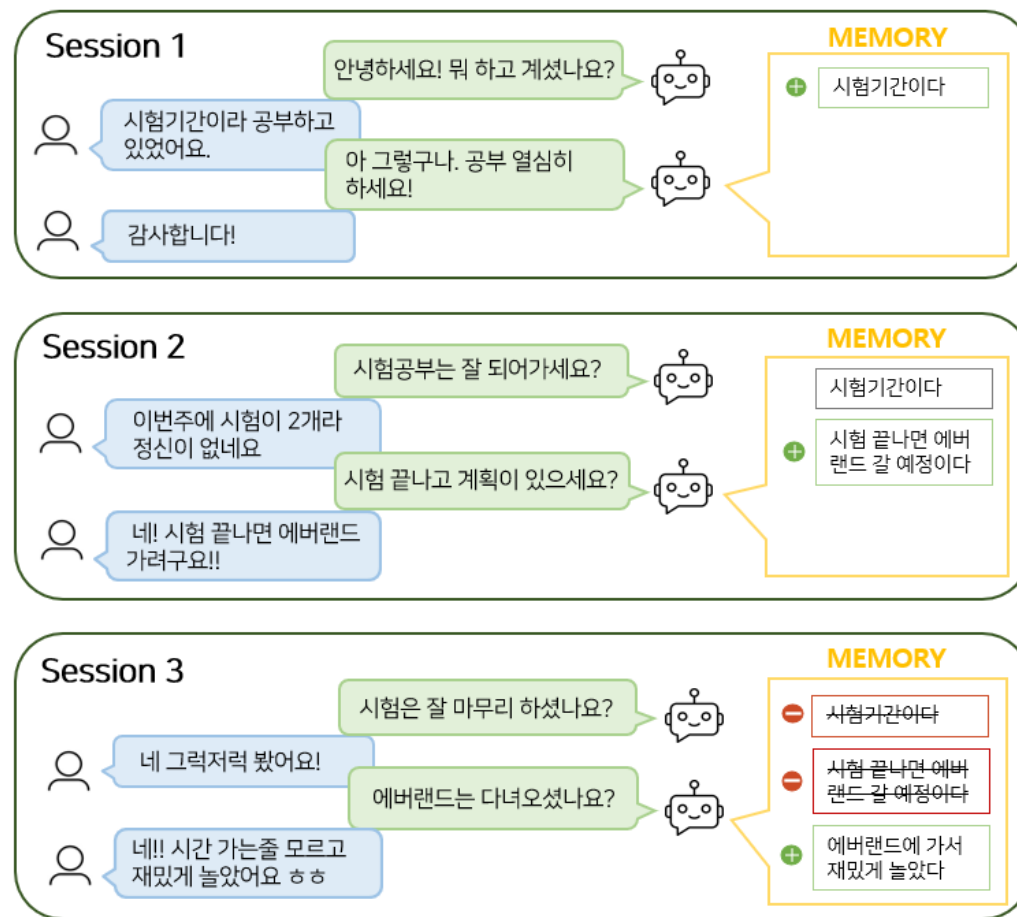 Session 1
안녕하세요! 뭐 하고 계셨나요?
시험기간이라 공부하고
있었어요.
아 그렇구나. 공부 열심히
하세요!
감사합니다!
MEMORY
시험기간이다
Session 2
시험공부는 잘 되어가세요?
이번주에 시험이 2개라
정신이 없네요
시험 끝나고 계획이 있으세요?
네! 시험 끝나면 에버랜드
가려구요!!
MEMORY
시험기간이다
시험 끝나면 에버
랜드 갈 예정이다
Session 3
시험은 잘 마무리 하셨나요?
네 그럭저럭 봤어요!
에버랜드는 다녀오셨나요?
네!! 시간 가는줄 모르고
재밌게 놀았어요 ㅎㅎ
MEMORY
시험기간이다
시험 끝나면 에버
랜드 갈 예정이다
에버랜드에 가서
재밌게 놀았다